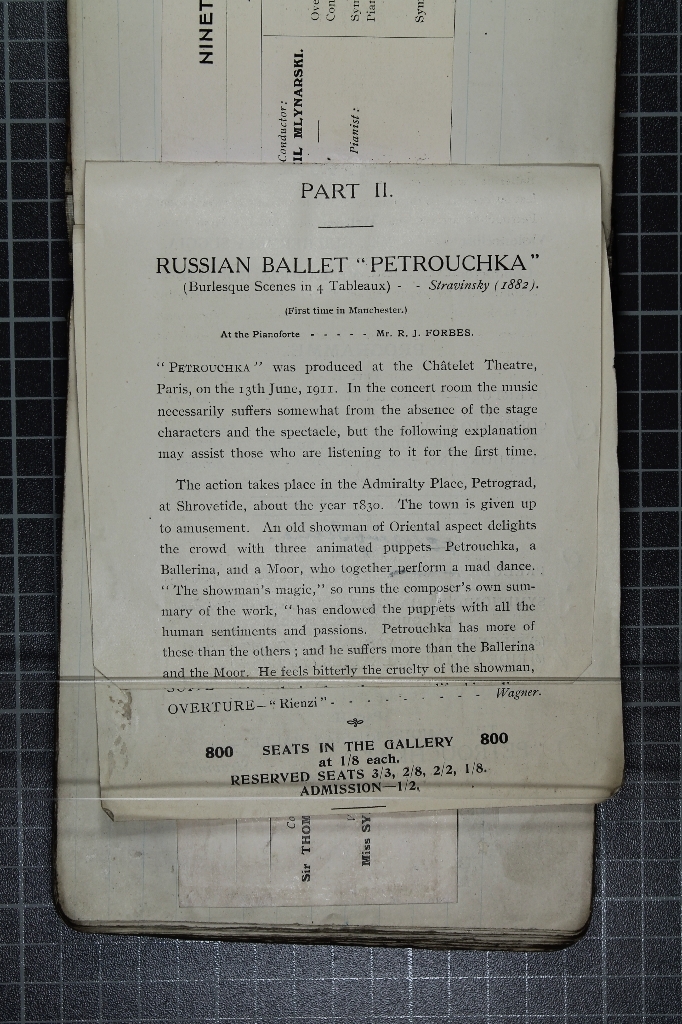 NINET
Ove
Con
Sym
Pian
Sym
Conductor:
IL MLYNARSKI.
Pianist:
PART II.
RUSSIAN BALLET "PETROUCHKA"
(Burlesque Scenes in 4 Tableaux) - - Stravinsky (1882).
(First time in Manchester.)
At the Pianoforte - - - - - Mr. R. J. FORBES.
"PETROUCHKA" was produced at the Châtelet Theatre,
Paris, on the 13th June, 1911. In the concert room the music
necessarily suffers somewhat from the absence of the stage
characters and the spectacle, but the following explanation
may assist those who are listening to it for the first time.
The action takes place in the Admiralty Place, Petrograd,
at Shrovetide, about the year 1830. The town is given up
to amusement. An old showman of Oriental aspect delights
the crowd with three animated puppets Petrouchka, a
Ballerina, and a Moor, who together perform a mad dance.
"The showman's magic," so runs the composer's own sum-
mary of the work, "has endowed the puppets with all the
human sentiments and passions. Petrouchka has more of
these than the others; and he suffers more than the Ballerina
and the Moor. He feels bitterly the cruelty of the showman,
OVERTURE—"Rienzi" - - - - - - - - - Wagner.
800 SEATS IN THE GALLERY 800
at 1/8 each.
RESERVED SEATS 3/3, 2/8, 2/2, 1/8.
ADMISSION—1/2.
Co
Sir THOM
Miss SY